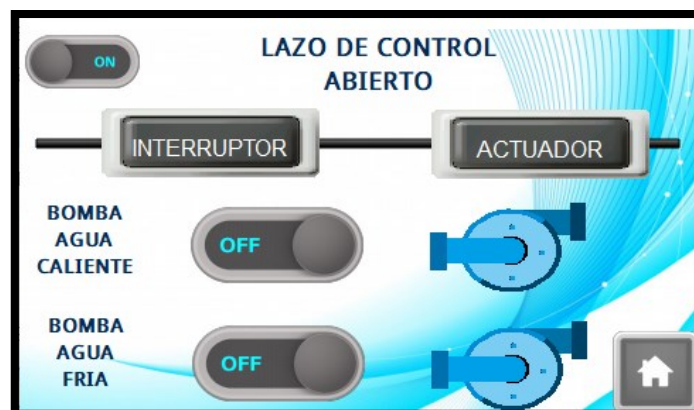 LAZO DE CONTROL
ABIERTO
ON
INTERRUPTOR
ACTUADOR
BOMBA
AGUA
CALIENTE
OFF
BOMBA
AGUA
FRIA
OFF